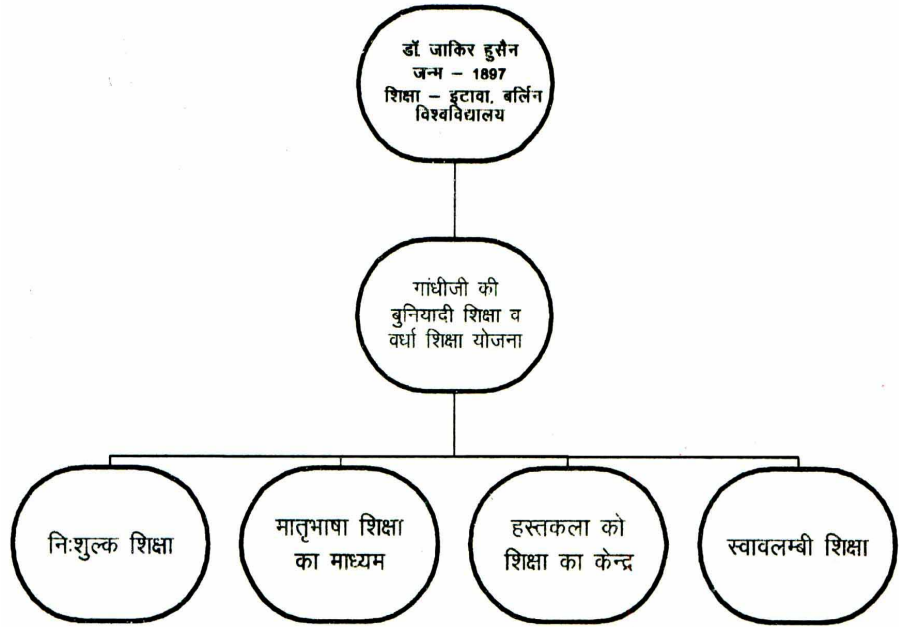 डॉ. जाकिर हुसैन
जन्म – 1897
शिक्षा – इटावा, बर्लिन
विश्वविद्यालय
गांधीजी की
बुनियादी शिक्षा व
वर्धा शिक्षा योजना
निःशुल्क शिक्षा
मातृभाषा शिक्षा
का माध्यम
हस्तकला को
शिक्षा का केन्द्र
स्वावलम्बी शिक्षा